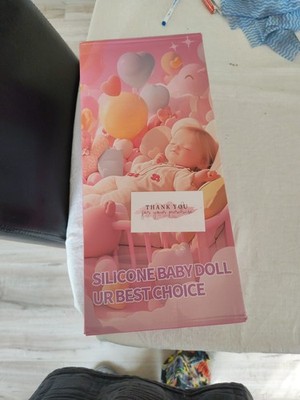 THANK YOU
SILICONE BABY DOLL
UR BEST CHOICE